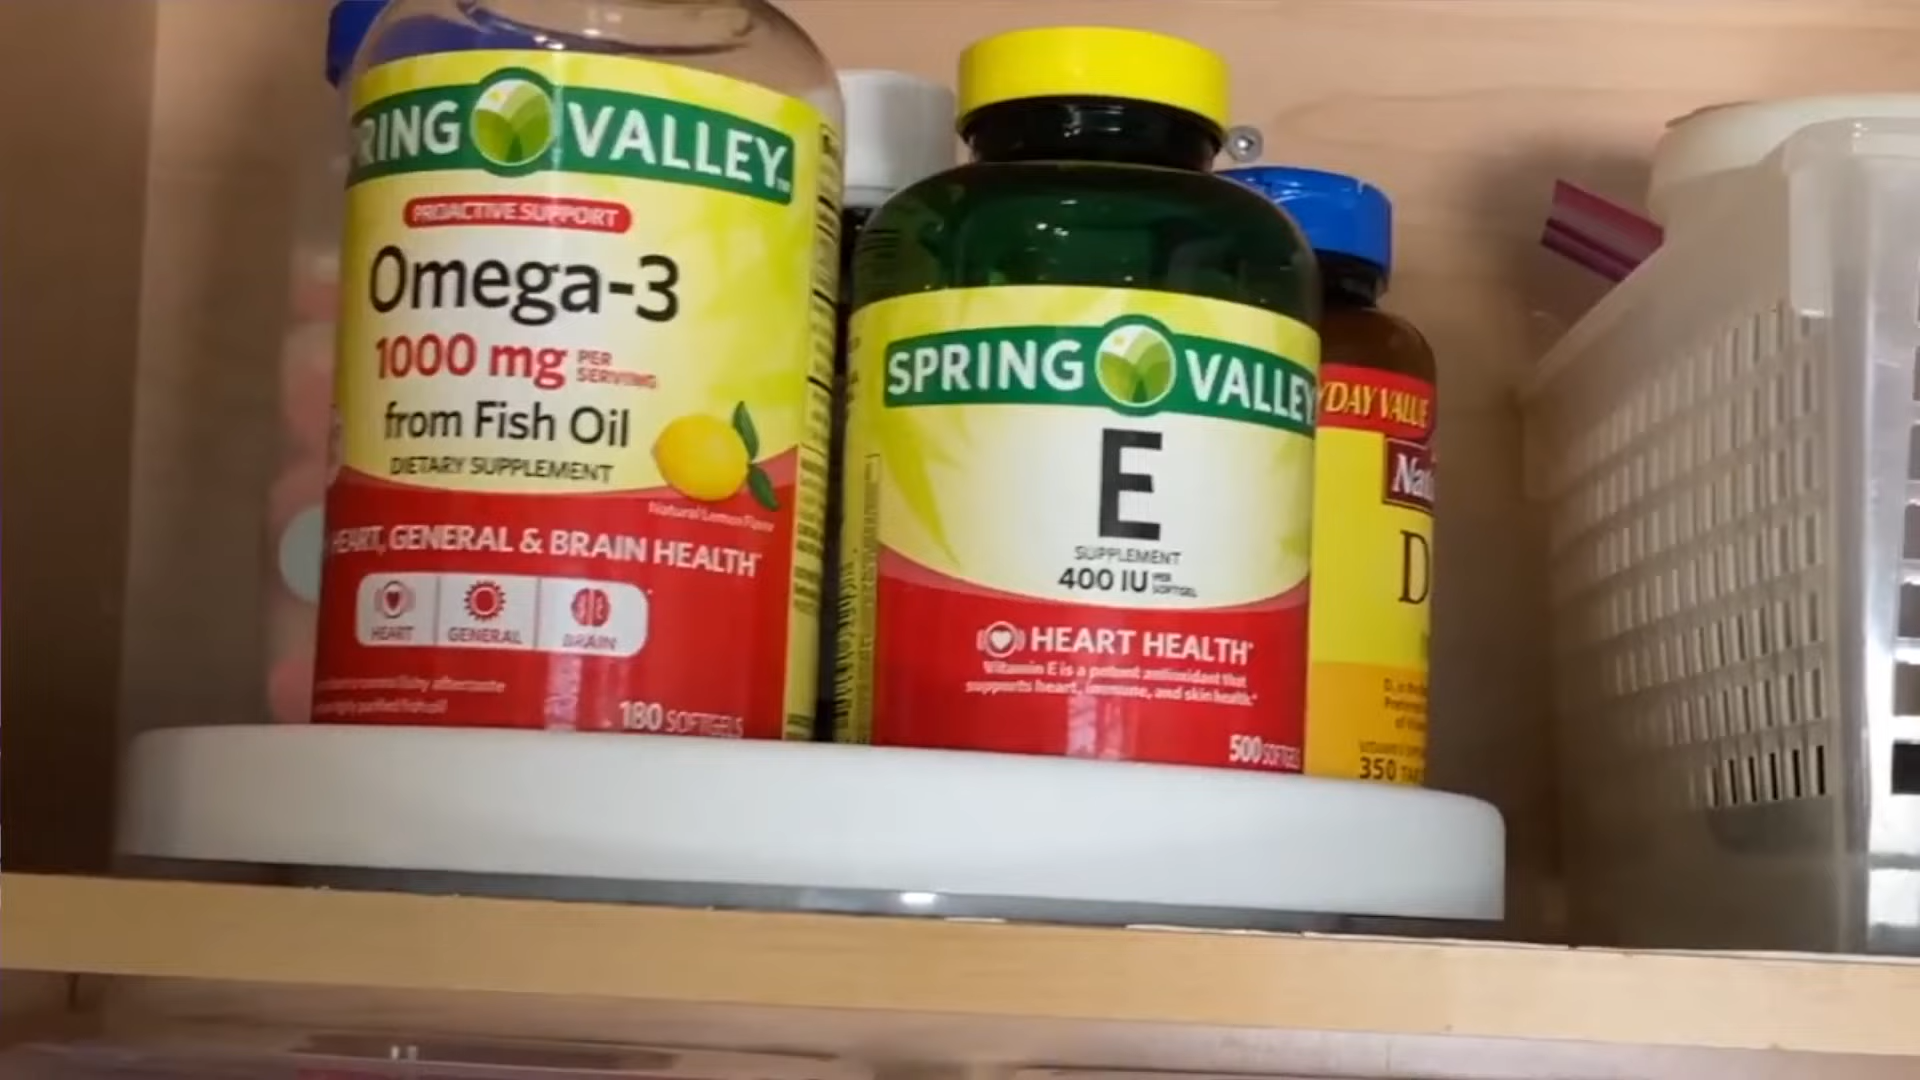 RING VALLEY
PROACTIVE SUPPORT
Omega-3
1000 mg PER SERVING
from Fish Oil
DIETARY SUPPLEMENT
Natural Lemon Flavor
HEART, GENERAL & BRAIN HEALTH*
HEART GENERAL BRAIN
180 SOFTGELS
SPRING VALLEY
E
SUPPLEMENT
400 IU PER SOFTGEL
HEART HEALTH*
Vitamin E is a potent antioxidant that
supports heart, immune, and skin health.*
500 SOFTGELS
YDAY VALUE
Nat
D
350 TA